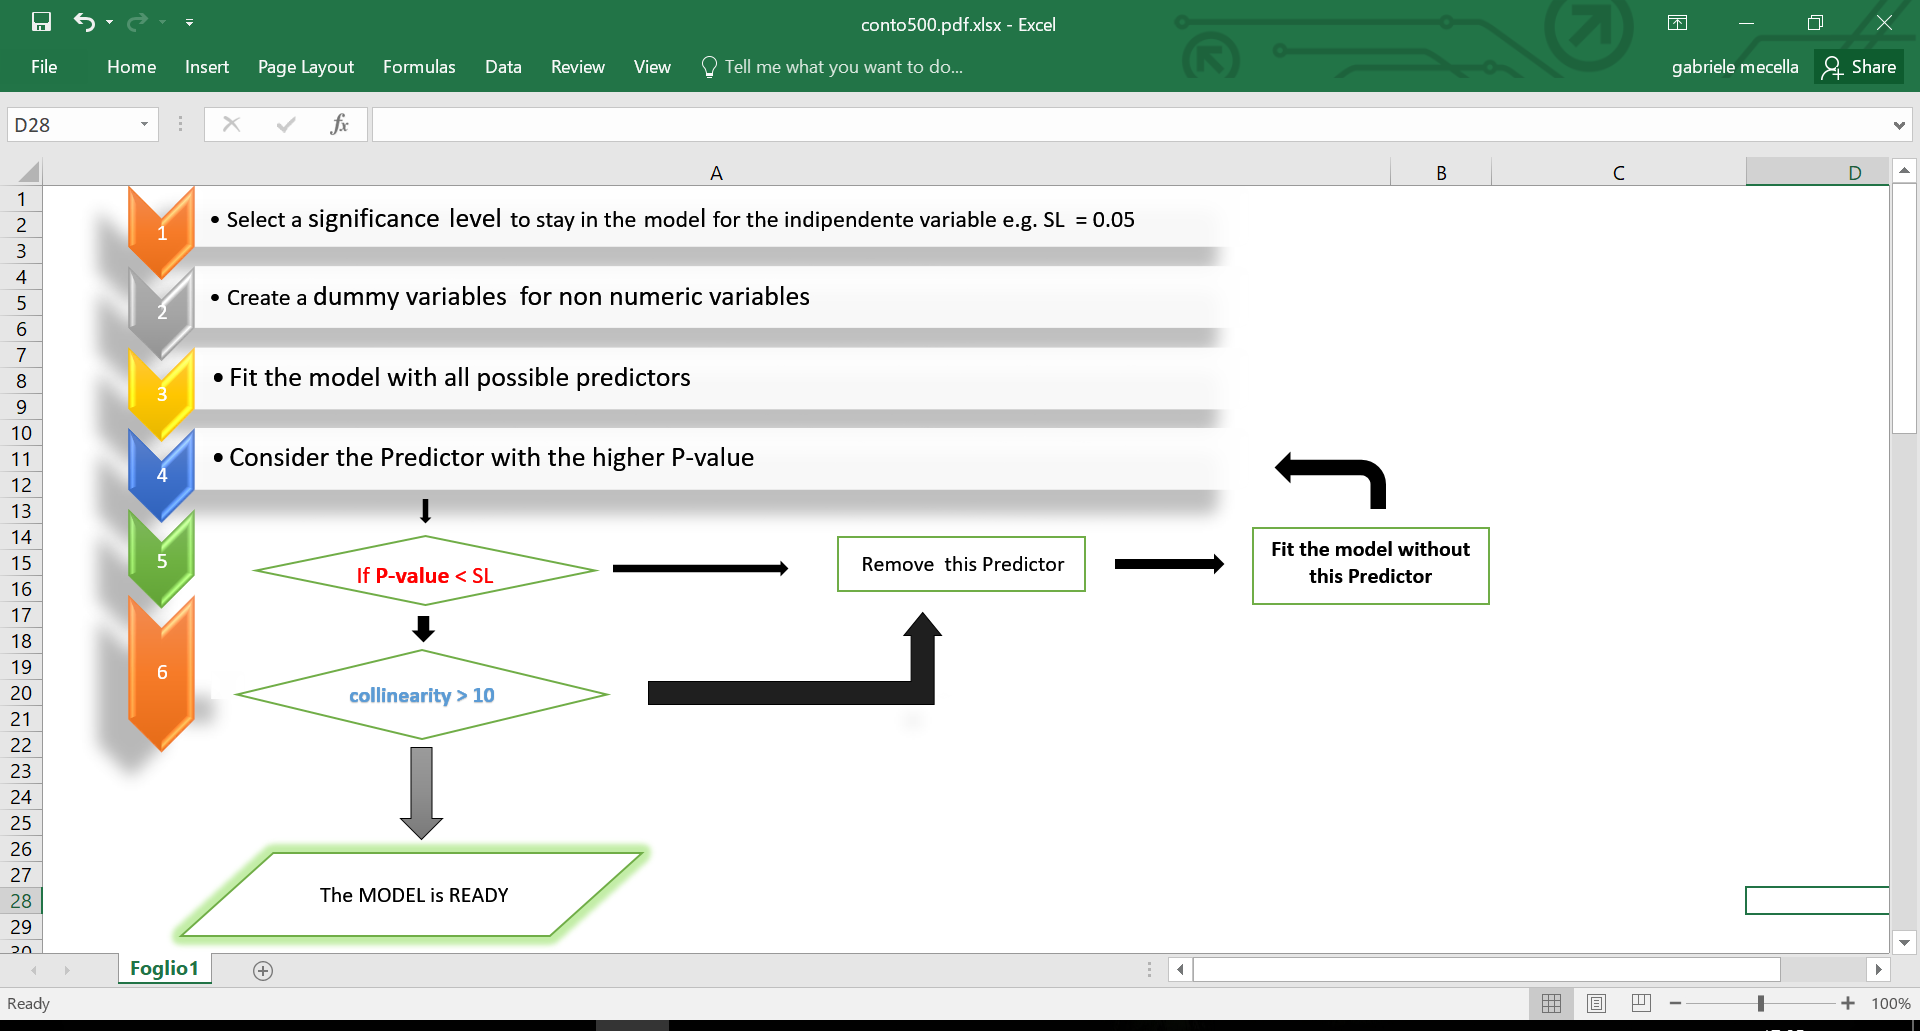 conto500.pdf.xlsx - Excel
File Home Insert Page Layout Formulas Data Review View Tell me what you want to do...
gabriele mecella Share
D28 fx
A B C D
1
2
3
4
5
6
7
8
9
10
11
12
13
14
15
16
17
18
19
20
21
22
23
24
25
26
27
28
29
30
1 • Select a significance level to stay in the model for the indipendente variable e.g. SL = 0.05
2 • Create a dummy variables for non numeric variables
3 • Fit the model with all possible predictors
4 • Consider the Predictor with the higher P-value
5 If P-value < SL
Remove this Predictor
Fit the model without
this Predictor
6 collinearity > 10
The MODEL is READY
Foglio1
Ready
100%